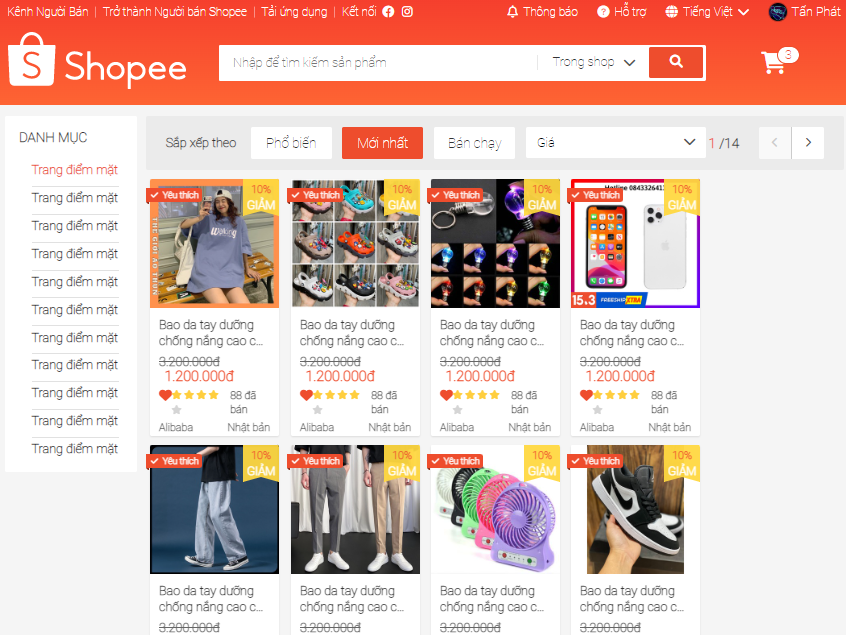 Kênh Người Bán | Trở thành Người bán Shopee | Tải ứng dụng | Kết nối
Thông báo Hỗ trợ Tiếng Việt Tấn Phát
Shopee
Nhập để tìm kiếm sản phẩm Trong shop
3
DANH MỤC
Trang điểm mặt
Trang điểm mặt
Trang điểm mặt
Trang điểm mặt
Trang điểm mặt
Trang điểm mặt
Trang điểm mặt
Trang điểm mặt
Trang điểm mặt
Trang điểm mặt
Trang điểm mặt
Sắp xếp theo Phổ biến Mới nhất Bán chạy Giá 1 /14
Yêu thích 10%
GIẢM
THE GIOI AO THUN
Yêu thích 10%
GIẢM
Yêu thích 10%
GIẢM
Hotline 084332641
Yêu thích 10%
GIẢM
15.3 FREESHIP XTRA
Bao da tay dưỡng
chống nắng cao c...
3.200.000đ
1.200.000đ
88 đã
bán
Alibaba Nhật bản
Bao da tay dưỡng
chống nắng cao c...
3.200.000đ
1.200.000đ
88 đã
bán
Alibaba Nhật bản
Bao da tay dưỡng
chống nắng cao c...
3.200.000đ
1.200.000đ
88 đã
bán
Alibaba Nhật bản
Bao da tay dưỡng
chống nắng cao c...
3.200.000đ
1.200.000đ
88 đã
bán
Alibaba Nhật bản
Yêu thích 10%
GIẢM
Yêu thích 10%
GIẢM
Yêu thích 10%
GIẢM
Yêu thích 10%
GIẢM
Bao da tay dưỡng
chống nắng cao c...
3.200.000đ
Bao da tay dưỡng
chống nắng cao c...
3.200.000đ
Bao da tay dưỡng
chống nắng cao c...
3.200.000đ
Bao da tay dưỡng
chống nắng cao c...
3.200.000đ